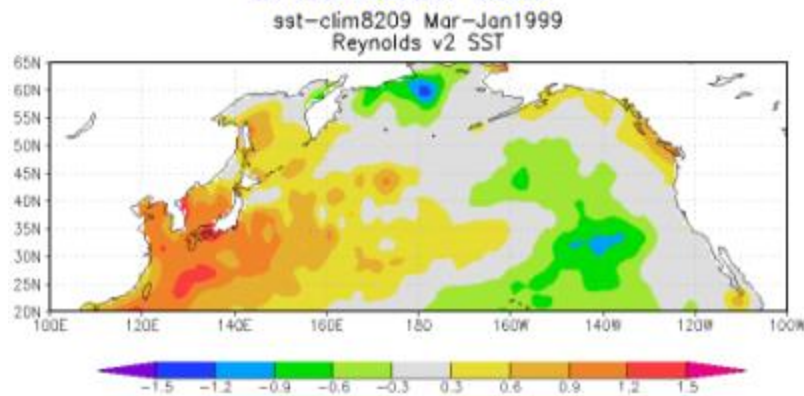 sst-clim8209 Mar-Jan1999
Reynolds v2 SST
65N
60N
55N
50N
45N
40N
35N
30N
25N
20N
100E 120E 140E 160E 180 160W 140W 120W 100W
-1.5 -1.2 -0.9 -0.6 -0.3 0.3 0.6 0.9 1.2 1.5